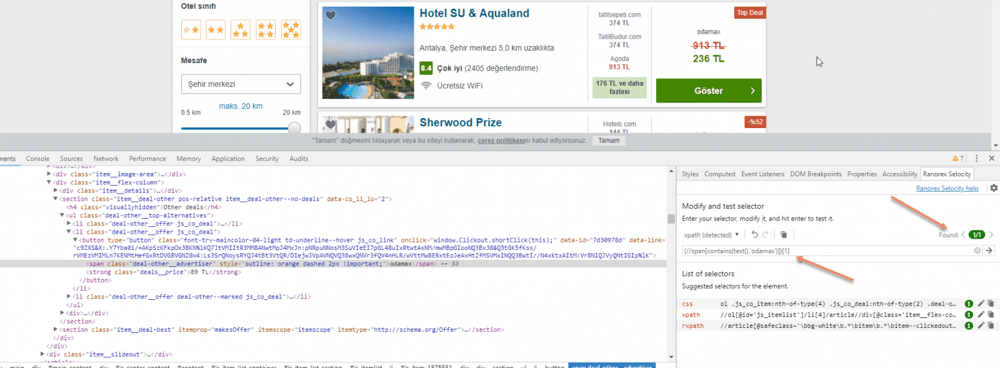 Otel sınıfı
Mesafe
Şehir merkezi
maks. 20 km
0.5 km
20 km
Hotel SU & Aqualand
Antalya, Şehir merkezi 5,0 km uzaklıkta
8.4 Çok iyi (2405 değerlendirme)
Ücretsiz WiFi
tatilsepeti.com
374 TL
TatilBudur.com
374 TL
Agoda
913 TL
176 TL ve daha
fazlası
Top Deal
odamax
913 TL
236 TL
Göster
Sherwood Prize
Hotels.com
144 TL
-%52
"Tamam" düğmesini tıklayarak veya bu siteyi kullanarak, çerez politikasını kabul ediyorsunuz.
Tamam
ments Console Sources Network Performance Memory Application Security Audits
7
<div class="item__image-area">…</div>
<div class="item__flex-column">
<div class="item__details">…</div>
<section class="item__deal-other pos-relative item__deal-other--no-deals" data-co_li_lo="2">
<h4 class="visuallyhidden">Other deals</h4>
<ul class="deal-other__top-alternatives">
<li class="deal-other__offer js_co_deal">…</li>
<li class="deal-other__offer js_co_deal">
<button type="button" class="font-trv-maincolor-04-light td-underline--hover js_co_link" onclick="window.Clickout.shortClick(this);" data-id="7d30978d" data-link=
<span class="deal-other__advertiser" style="outline: orange dashed 2px !important;">odamax</span> == $0
<strong class="deals__price">89 TL</strong>
</button>
</li>
<li class="deal-other__offer deal-other--marked js_co_deal">…</li>
</ul>
<div>…</div>
</section>
<section class="item__deal-best" itemprop="makesOffer" itemscope="itemscope" itemtype="http://schema.org/Offer">…</section>
</div>
</div>
<div class="item__slideout">…</div>
Styles Computed Event Listeners DOM Breakpoints Properties Accessibility Ranorex Selocity
Ranorex Selocity help
Modify and test selector
Enter your selector, modify it, and hit enter to test it.
xpath (detected)
Found: 1/1
(//span[contains(text(),'odamax')])[1]
List of selectors
Suggested selectors for the element.
css ol .js_co_item:nth-of-type(4) .js_co_deal:nth-of-type(2) .deal-o… 1
xpath //ol[@id='js_itemlist']/li[4]/article//div[@class='item__flex-co… 1
rxpath //article[@safeclass~'\bbg-white\b.*\bitem\b.*\bitem--clickedout… 1